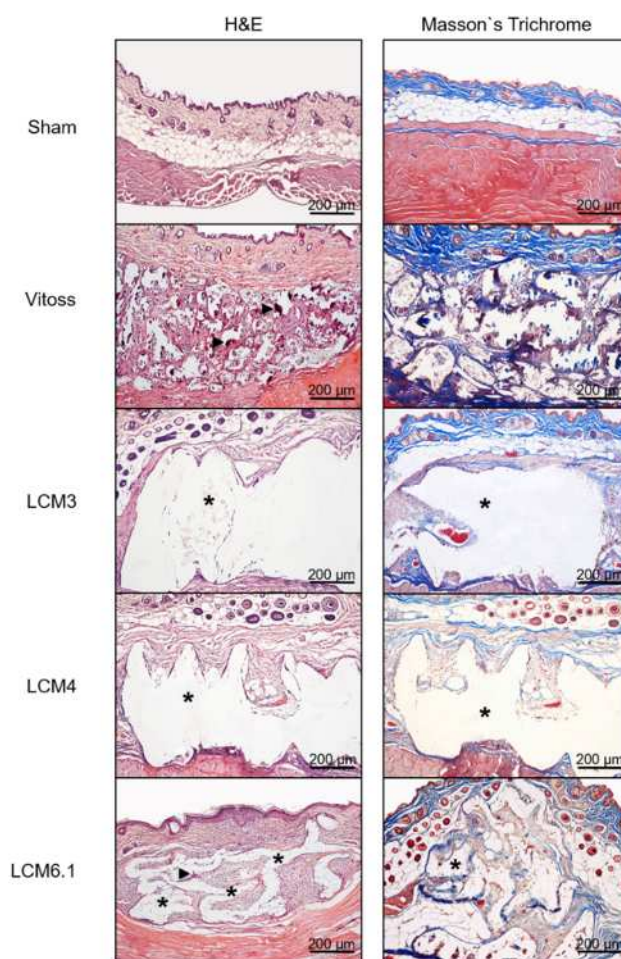 H&E Masson`s Trichrome
Sham
200 µm 200 µm
Vitoss
200 µm 200 µm
LCM3
* *
200 µm 200 µm
LCM4
* *
200 µm 200 µm
LCM6.1
* * * *
200 µm 200 µm